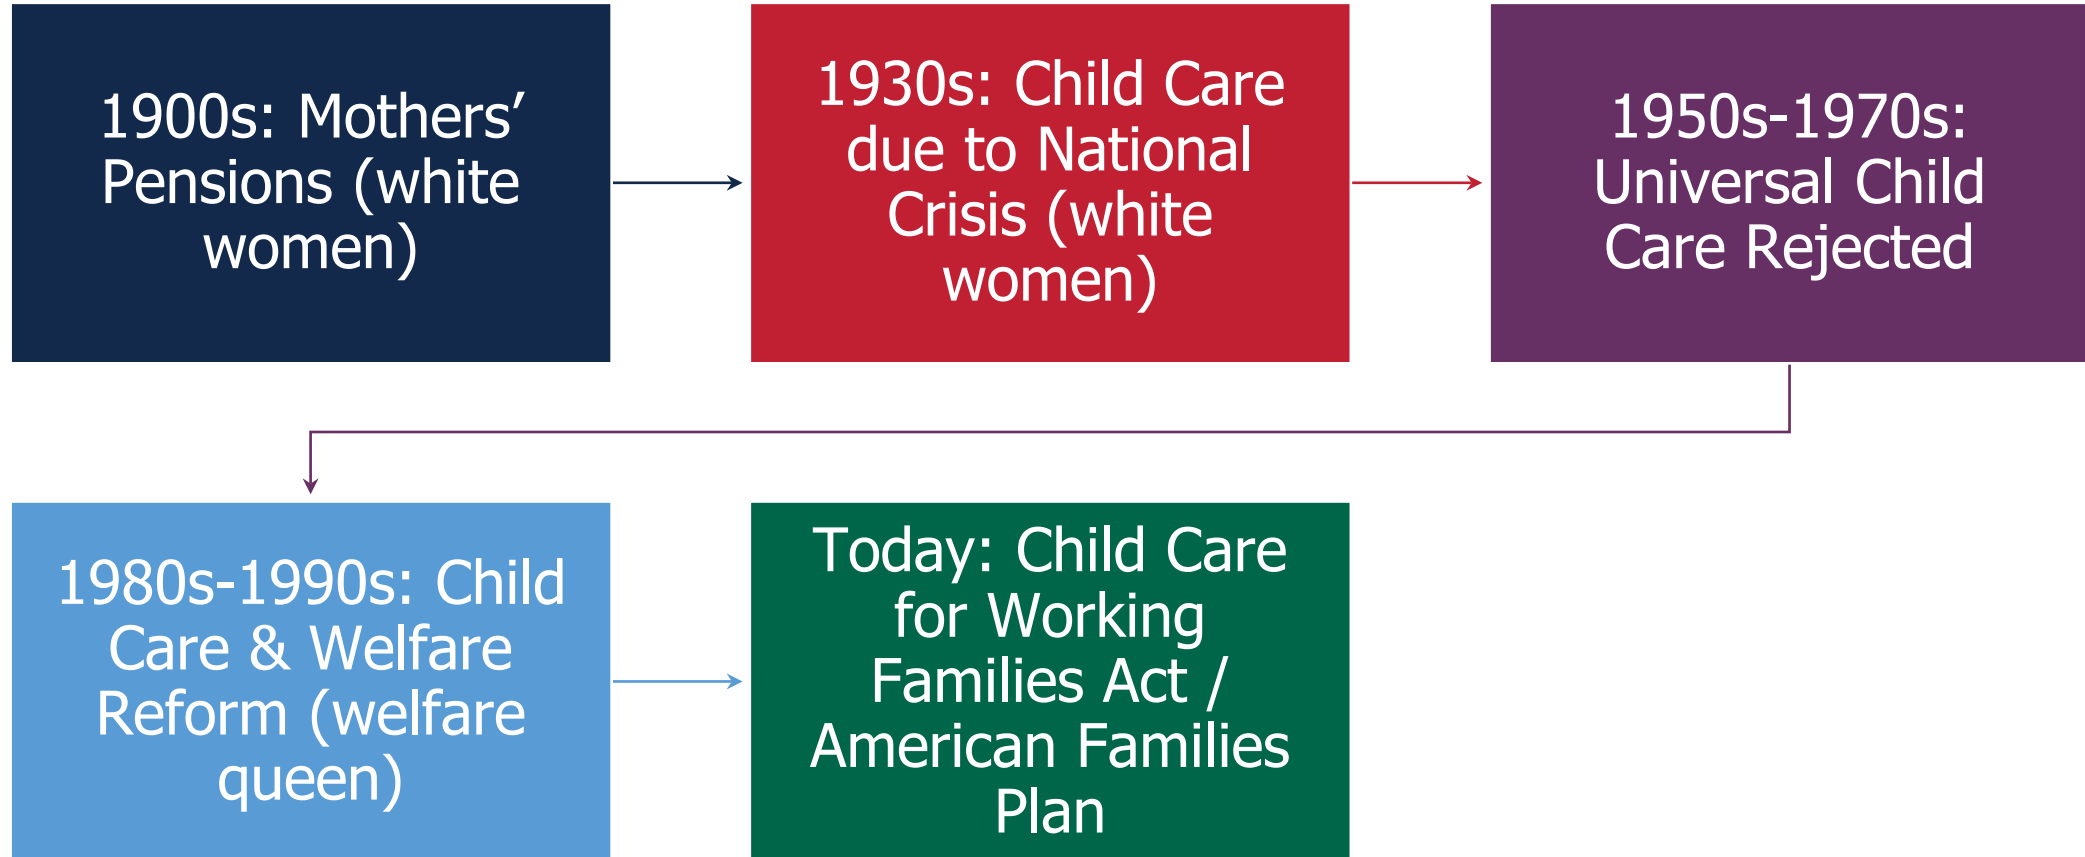 1900s: Mothers’
Pensions (white
women)
1930s: Child Care
due to National
Crisis (white
women)
1950s-1970s:
Universal Child
Care Rejected
1980s-1990s: Child
Care & Welfare
Reform (welfare
queen)
Today: Child Care
for Working
Families Act /
American Families
Plan